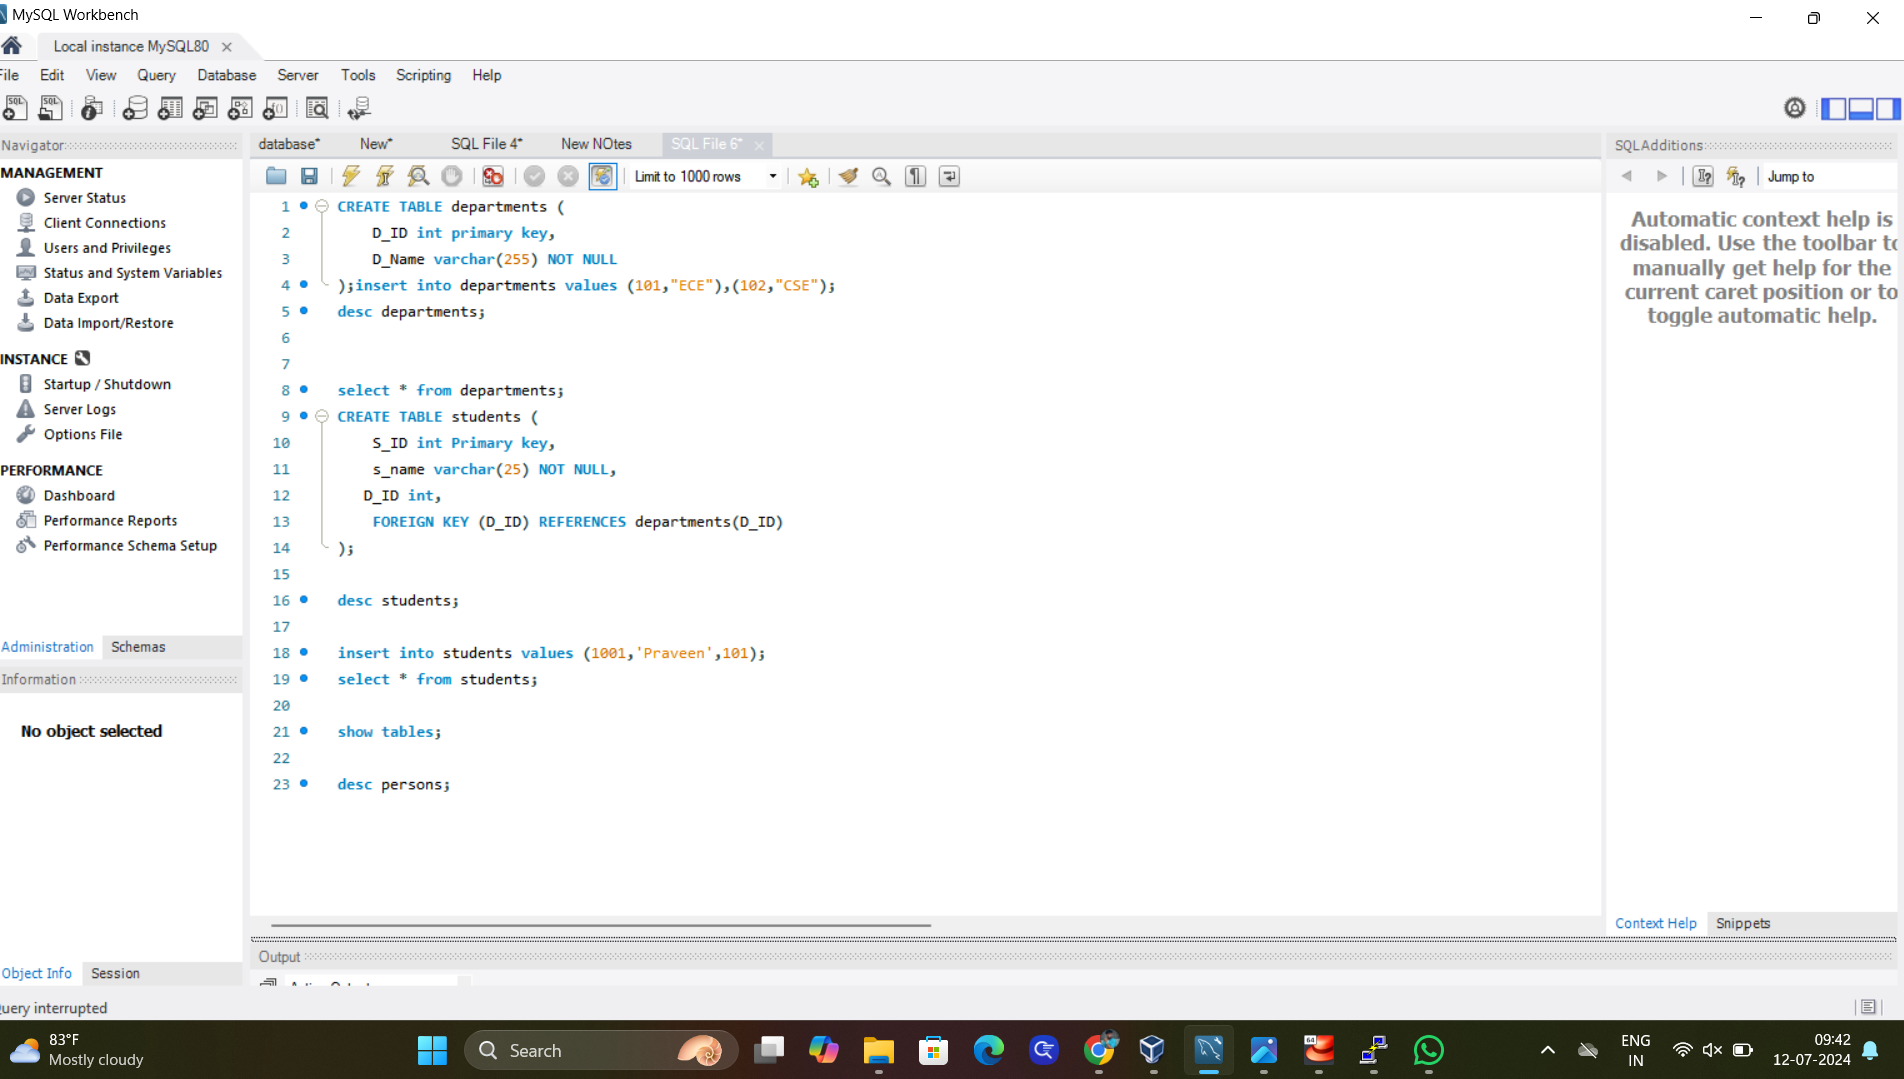 MySQL Workbench
Local instance MySQL80
File Edit View Query Database Server Tools Scripting Help
Navigator
MANAGEMENT
Server Status
Client Connections
Users and Privileges
Status and System Variables
Data Export
Data Import/Restore
INSTANCE
Startup / Shutdown
Server Logs
Options File
PERFORMANCE
Dashboard
Performance Reports
Performance Schema Setup
Administration Schemas
Information
No object selected
Object Info Session
database* New* SQL File 4* New NOtes SQL File 6*
Limit to 1000 rows
1 CREATE TABLE departments (
2 D_ID int primary key,
3 D_Name varchar(255) NOT NULL
4 );insert into departments values (101,"ECE"),(102,"CSE");
5 desc departments;
6
7
8 select * from departments;
9 CREATE TABLE students (
10 S_ID int Primary key,
11 s_name varchar(25) NOT NULL,
12 D_ID int,
13 FOREIGN KEY (D_ID) REFERENCES departments(D_ID)
14 );
15
16 desc students;
17
18 insert into students values (1001,'Praveen',101);
19 select * from students;
20
21 show tables;
22
23 desc persons;
SQLAdditions
Jump to
Automatic context help is
disabled. Use the toolbar to
manually get help for the
current caret position or to
toggle automatic help.
Context Help Snippets
Output
Query interrupted
83°F
Mostly cloudy
Search
64
ENG
IN
09:42
12-07-2024